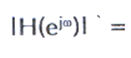 |H(e^{jω})| ` =